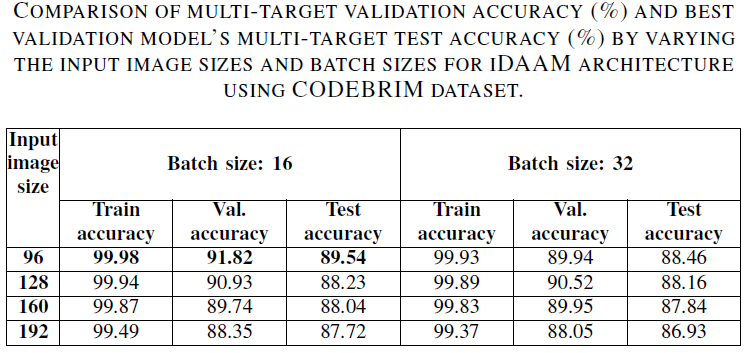 COMPARISON OF MULTI-TARGET VALIDATION ACCURACY (%) AND BEST
VALIDATION MODEL'S MULTI-TARGET TEST ACCURACY (%) BY VARYING
THE INPUT IMAGE SIZES AND BATCH SIZES FOR IDAAM ARCHITECTURE
USING CODEBRIM DATASET.
Input image size Batch size: 16 Batch size: 32
Train accuracy Val. accuracy Test accuracy Train accuracy Val. accuracy Test accuracy
96 99.98 91.82 89.54 99.93 89.94 88.46
128 99.94 90.93 88.23 99.89 90.52 88.16
160 99.87 89.74 88.04 99.83 89.95 87.84
192 99.49 88.35 87.72 99.37 88.05 86.93